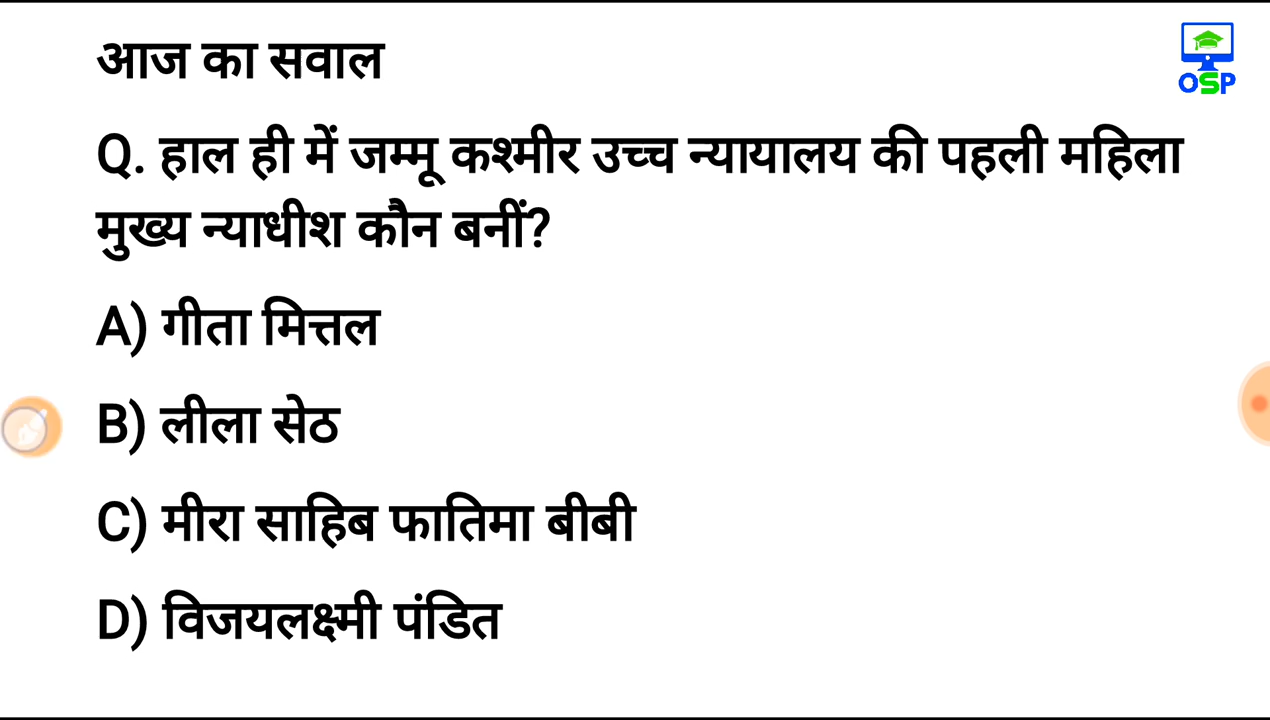 आज का सवाल
OSP
Q. हाल ही में जम्मू कश्मीर उच्च न्यायालय की पहली महिला
मुख्य न्याधीश कौन बनीं?
A) गीता मित्तल
B) लीला सेठ
C) मीरा साहिब फातिमा बीबी
D) विजयलक्ष्मी पंडित